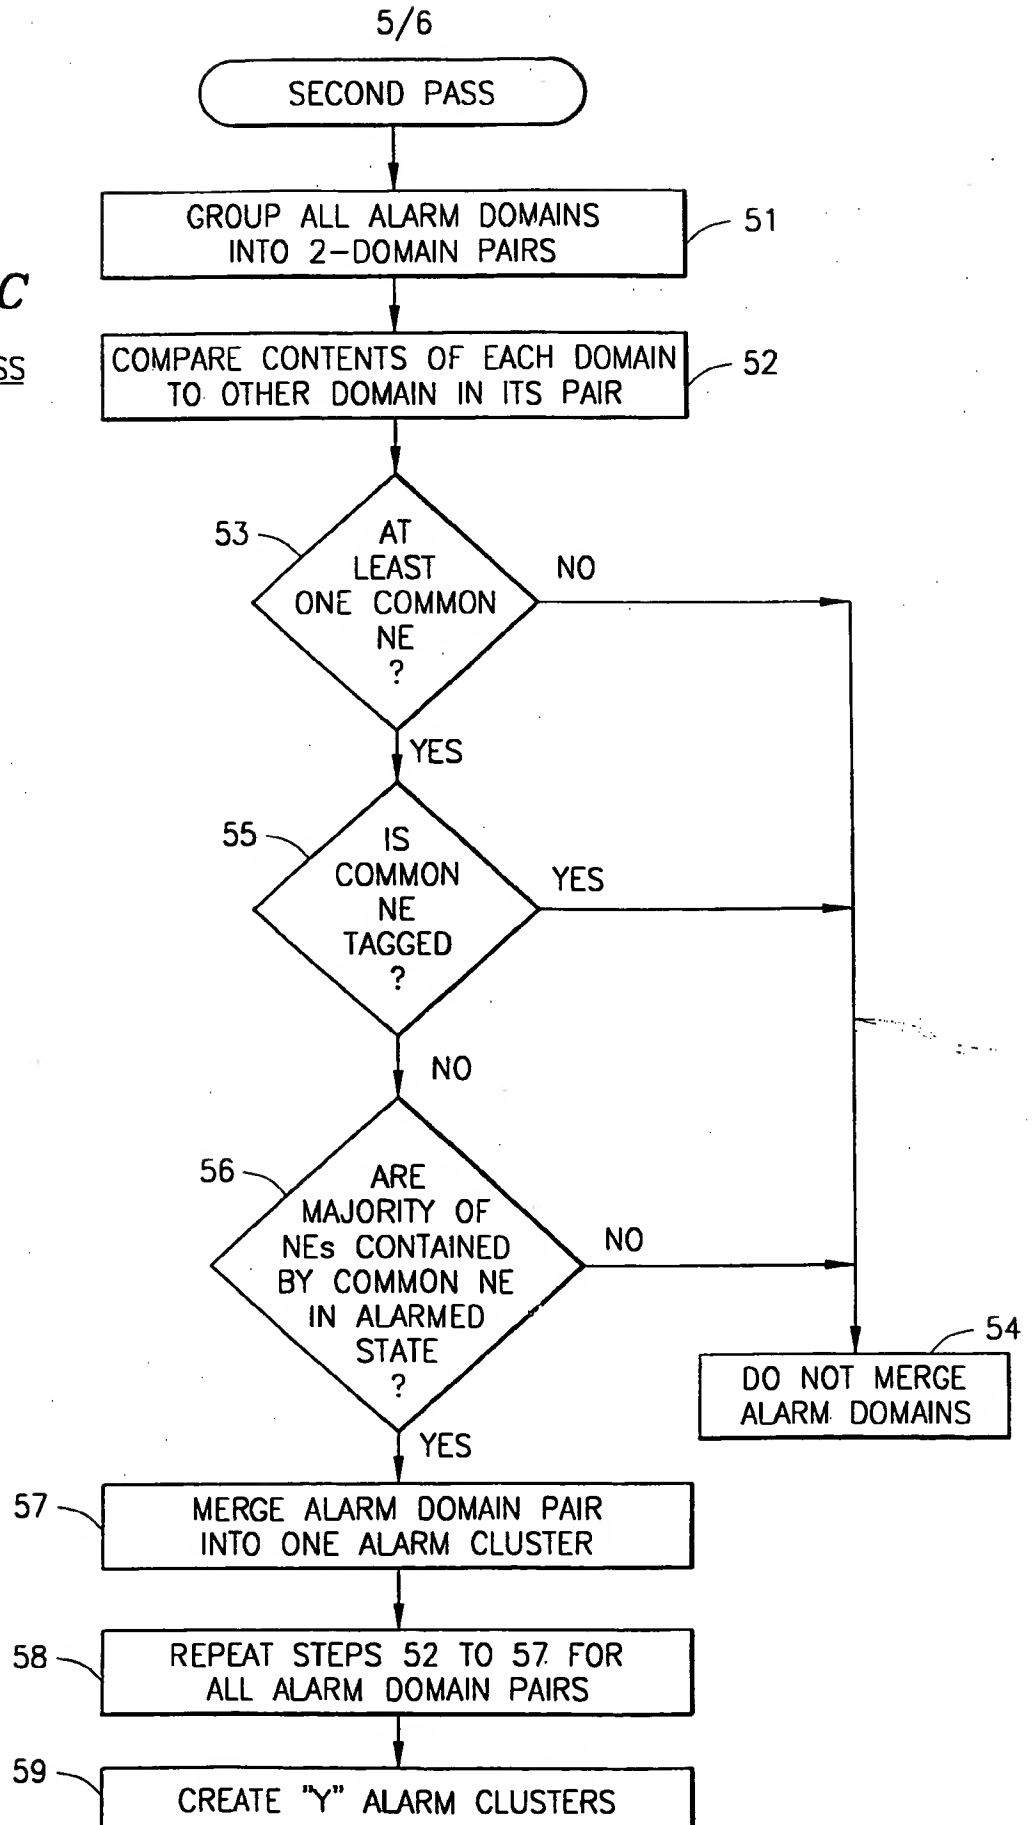 5/6
SECOND PASS
GROUP ALL ALARM DOMAINS
INTO 2-DOMAIN PAIRS
51
C
SS
COMPARE CONTENTS OF EACH DOMAIN
TO OTHER DOMAIN IN ITS PAIR
52
53
AT
LEAST
ONE COMMON
NE
?
NO
YES
55
IS
COMMON
NE
TAGGED
?
YES
NO
56
ARE
MAJORITY OF
NEs CONTAINED
BY COMMON NE
IN ALARMED
STATE
?
NO
54
DO NOT MERGE
ALARM DOMAINS
YES
57
MERGE ALARM DOMAIN PAIR
INTO ONE ALARM CLUSTER
58
REPEAT STEPS 52 TO 57 FOR
ALL ALARM DOMAIN PAIRS
59
CREATE "Y" ALARM CLUSTERS